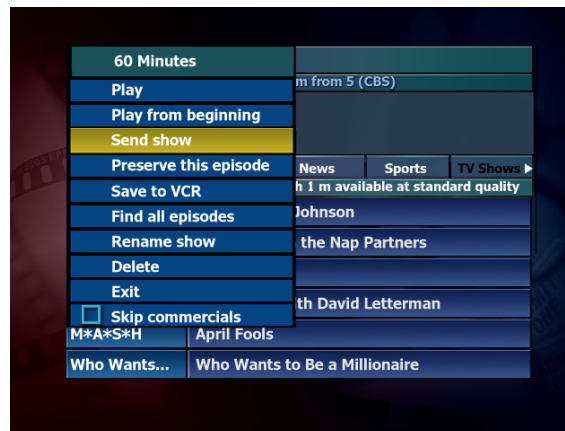 60 Minutes
Play
m from 5 (CBS)
Play from beginning
Send show
Preserve this episode
News Sports TV Shows
Save to VCR
h 1 m avail at standard quality
Find all episodes
Johnson
Rename show
the Nap Partners
Delete
Exit
th David Letterman
Skip commercials
M*A*S*H April Fools
Who Wants... Who Wants to Be a Millionaire